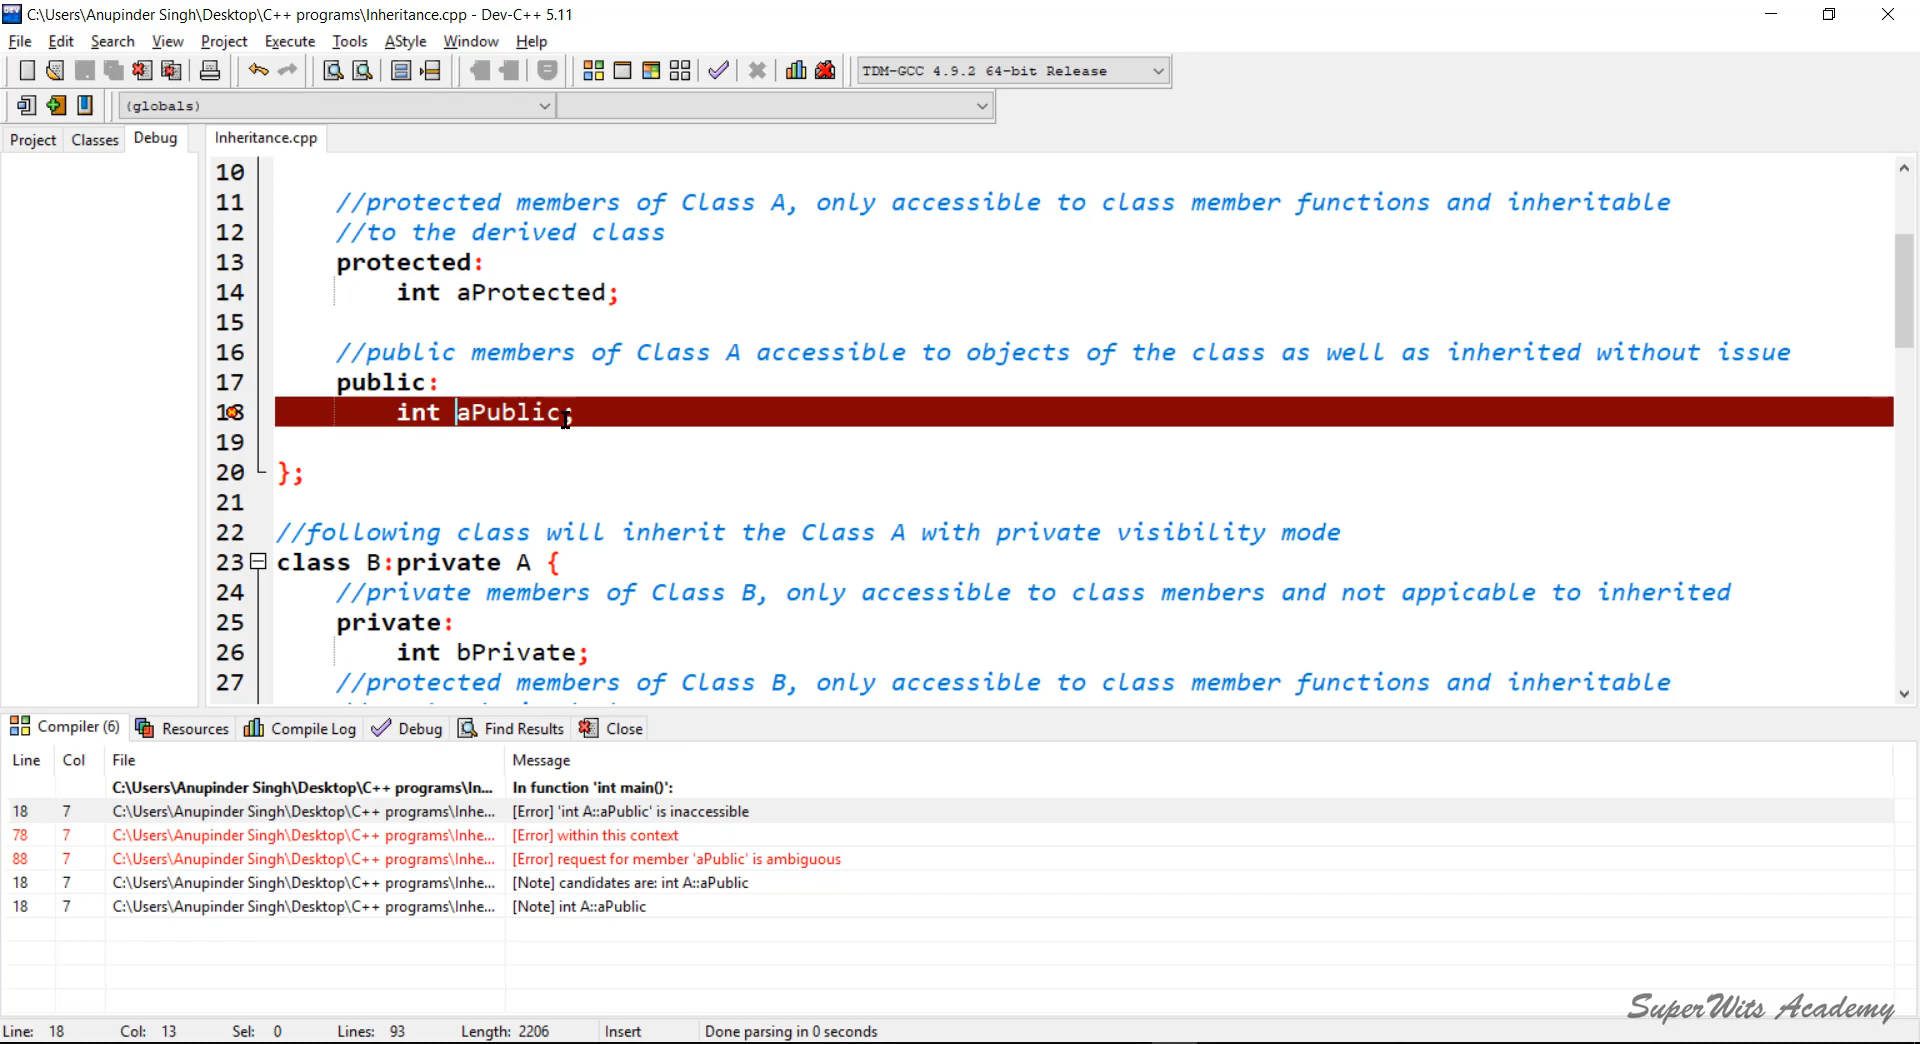 C:\Users\Anupinder Singh\Desktop\C++ programs\Inheritance.cpp - Dev-C++ 5.11
File Edit Search View Project Execute Tools AStyle Window Help
TDM-GCC 4.9.2 64-bit Release
(globals)
Project Classes Debug Inheritance.cpp
10
11 //protected members of Class A, only accessible to class member functions and inheritable
12 //to the derived class
13 protected:
14 int aProtected;
15
16 //public members of Class A accessible to objects of the class as well as inherited without issue
17 public:
18 int aPublic;
19
20 };
21
22 //following class will inherit the Class A with private visibility mode
23 class B:private A {
24 //private members of Class B, only accessible to class menbers and not appicable to inherited
25 private:
26 int bPrivate;
27 //protected members of Class B, only accessible to class member functions and inheritable
Compiler (6) Resources Compile Log Debug Find Results Close
Line Col File Message
C:\Users\Anupinder Singh\Desktop\C++ programs\In... In function 'int main()':
18 7 C:\Users\Anupinder Singh\Desktop\C++ programs\Inhe... [Error] 'int A::aPublic' is inaccessible
78 7 C:\Users\Anupinder Singh\Desktop\C++ programs\Inhe... [Error] within this context
88 7 C:\Users\Anupinder Singh\Desktop\C++ programs\Inhe... [Error] request for member 'aPublic' is ambiguous
18 7 C:\Users\Anupinder Singh\Desktop\C++ programs\Inhe... [Note] candidates are: int A::aPublic
18 7 C:\Users\Anupinder Singh\Desktop\C++ programs\Inhe... [Note] int A::aPublic
SuperWits Academy
Line: 18 Col: 13 Sel: 0 Lines: 93 Length: 2206 Insert Done parsing in 0 seconds